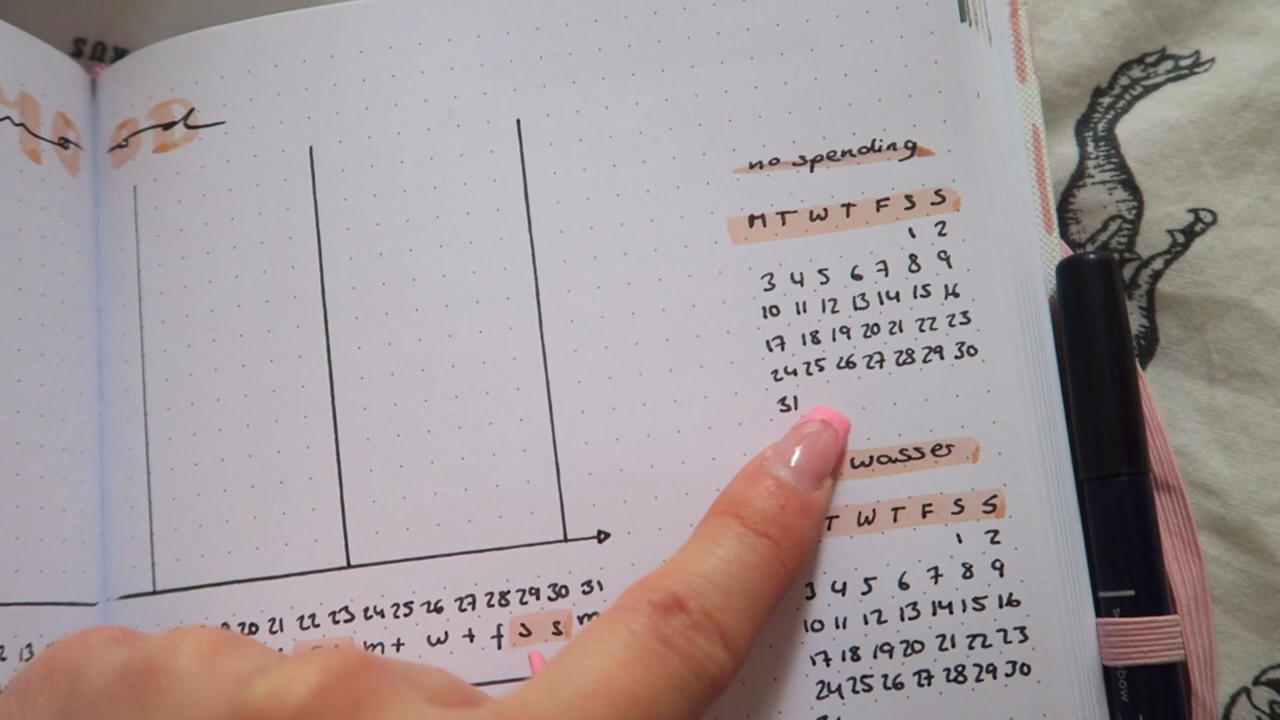 mood
no spending
M T W T F S S
1 2
3 4 5 6 7 8 9
10 11 12 13 14 15 16
17 18 19 20 21 22 23
24 25 26 27 28 29 30
31
wasser
T W T F S S
1 2
3 4 5 6 7 8 9
10 11 12 13 14 15 16
17 18 19 20 21 22 23
24 25 26 27 28 29 30
13
20 21 22 23 24 25 26 27 28 29 30 31
m t w t f s s m